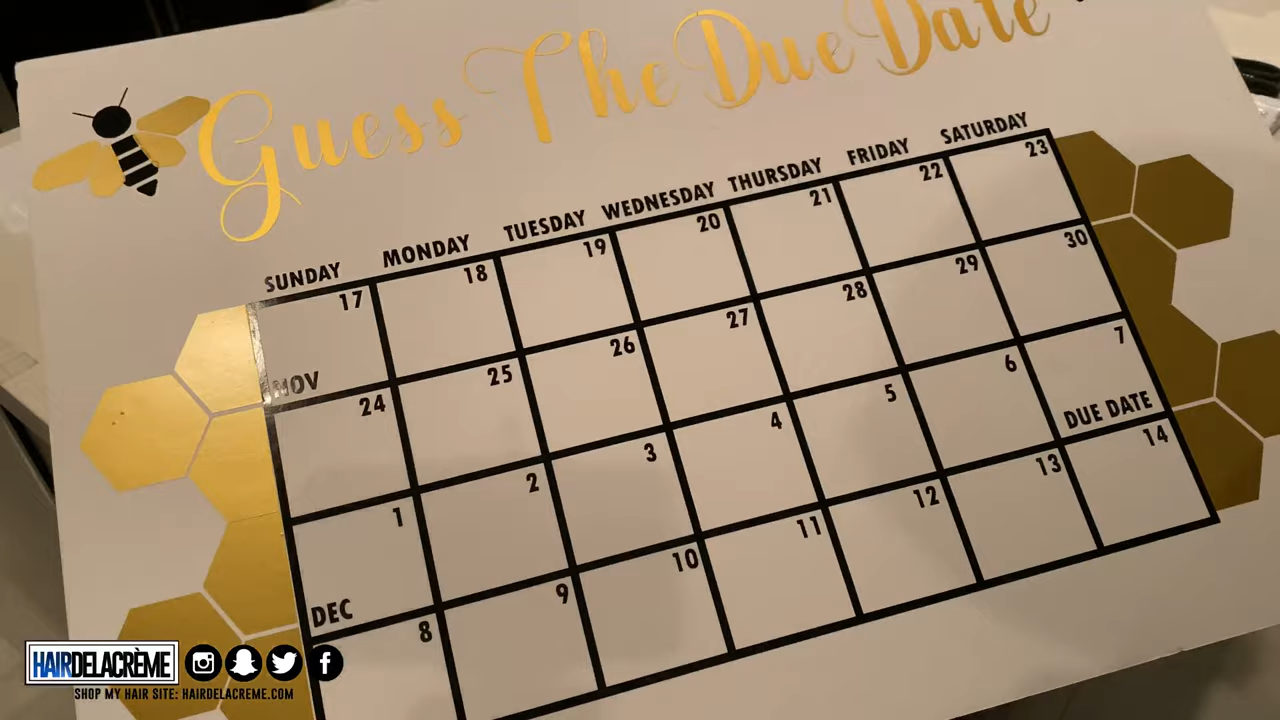 Guess The Due Date
SUNDAY MONDAY TUESDAY WEDNESDAY THURSDAY FRIDAY SATURDAY
17 18 19 20 21 22 23
NOV
24 25 26 27 28 29 30
1 2 3 4 5 6 7
DEC DUE DATE
8 9 10 11 12 13 14
HAIRDELACRÈME
SHOP MY HAIR SITE: HAIRDELACREME.COM